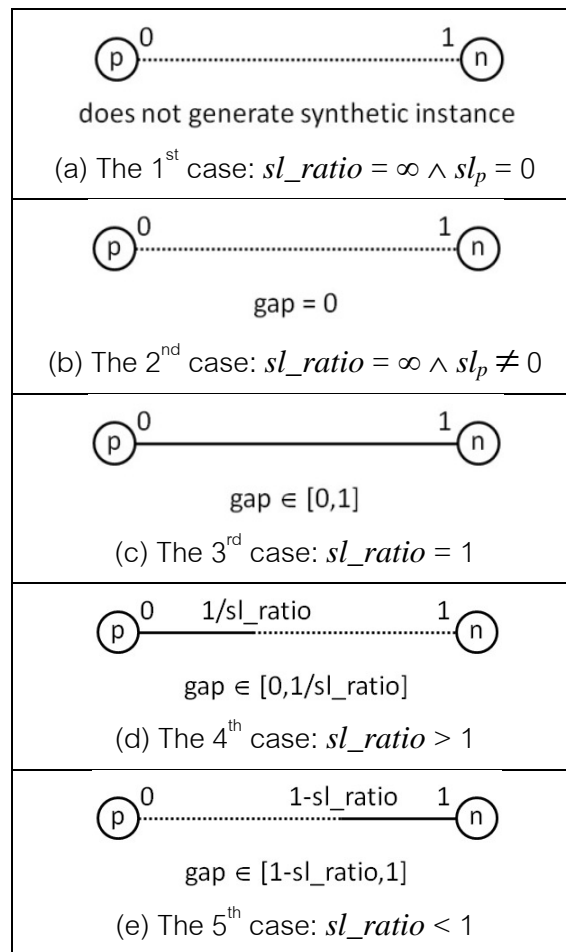 0 1
p n
does not generate synthetic instance
(a) The 1st case: sl_ratio = ∞ ∧ slp = 0
0 1
p n
gap = 0
(b) The 2nd case: sl_ratio = ∞ ∧ slp ≠ 0
0 1
p n
gap ∈ [0,1]
(c) The 3rd case: sl_ratio = 1
0 1/sl_ratio 1
p n
gap ∈ [0,1/sl_ratio]
(d) The 4th case: sl_ratio > 1
0 1-sl_ratio 1
p n
gap ∈ [1-sl_ratio,1]
(e) The 5th case: sl_ratio < 1